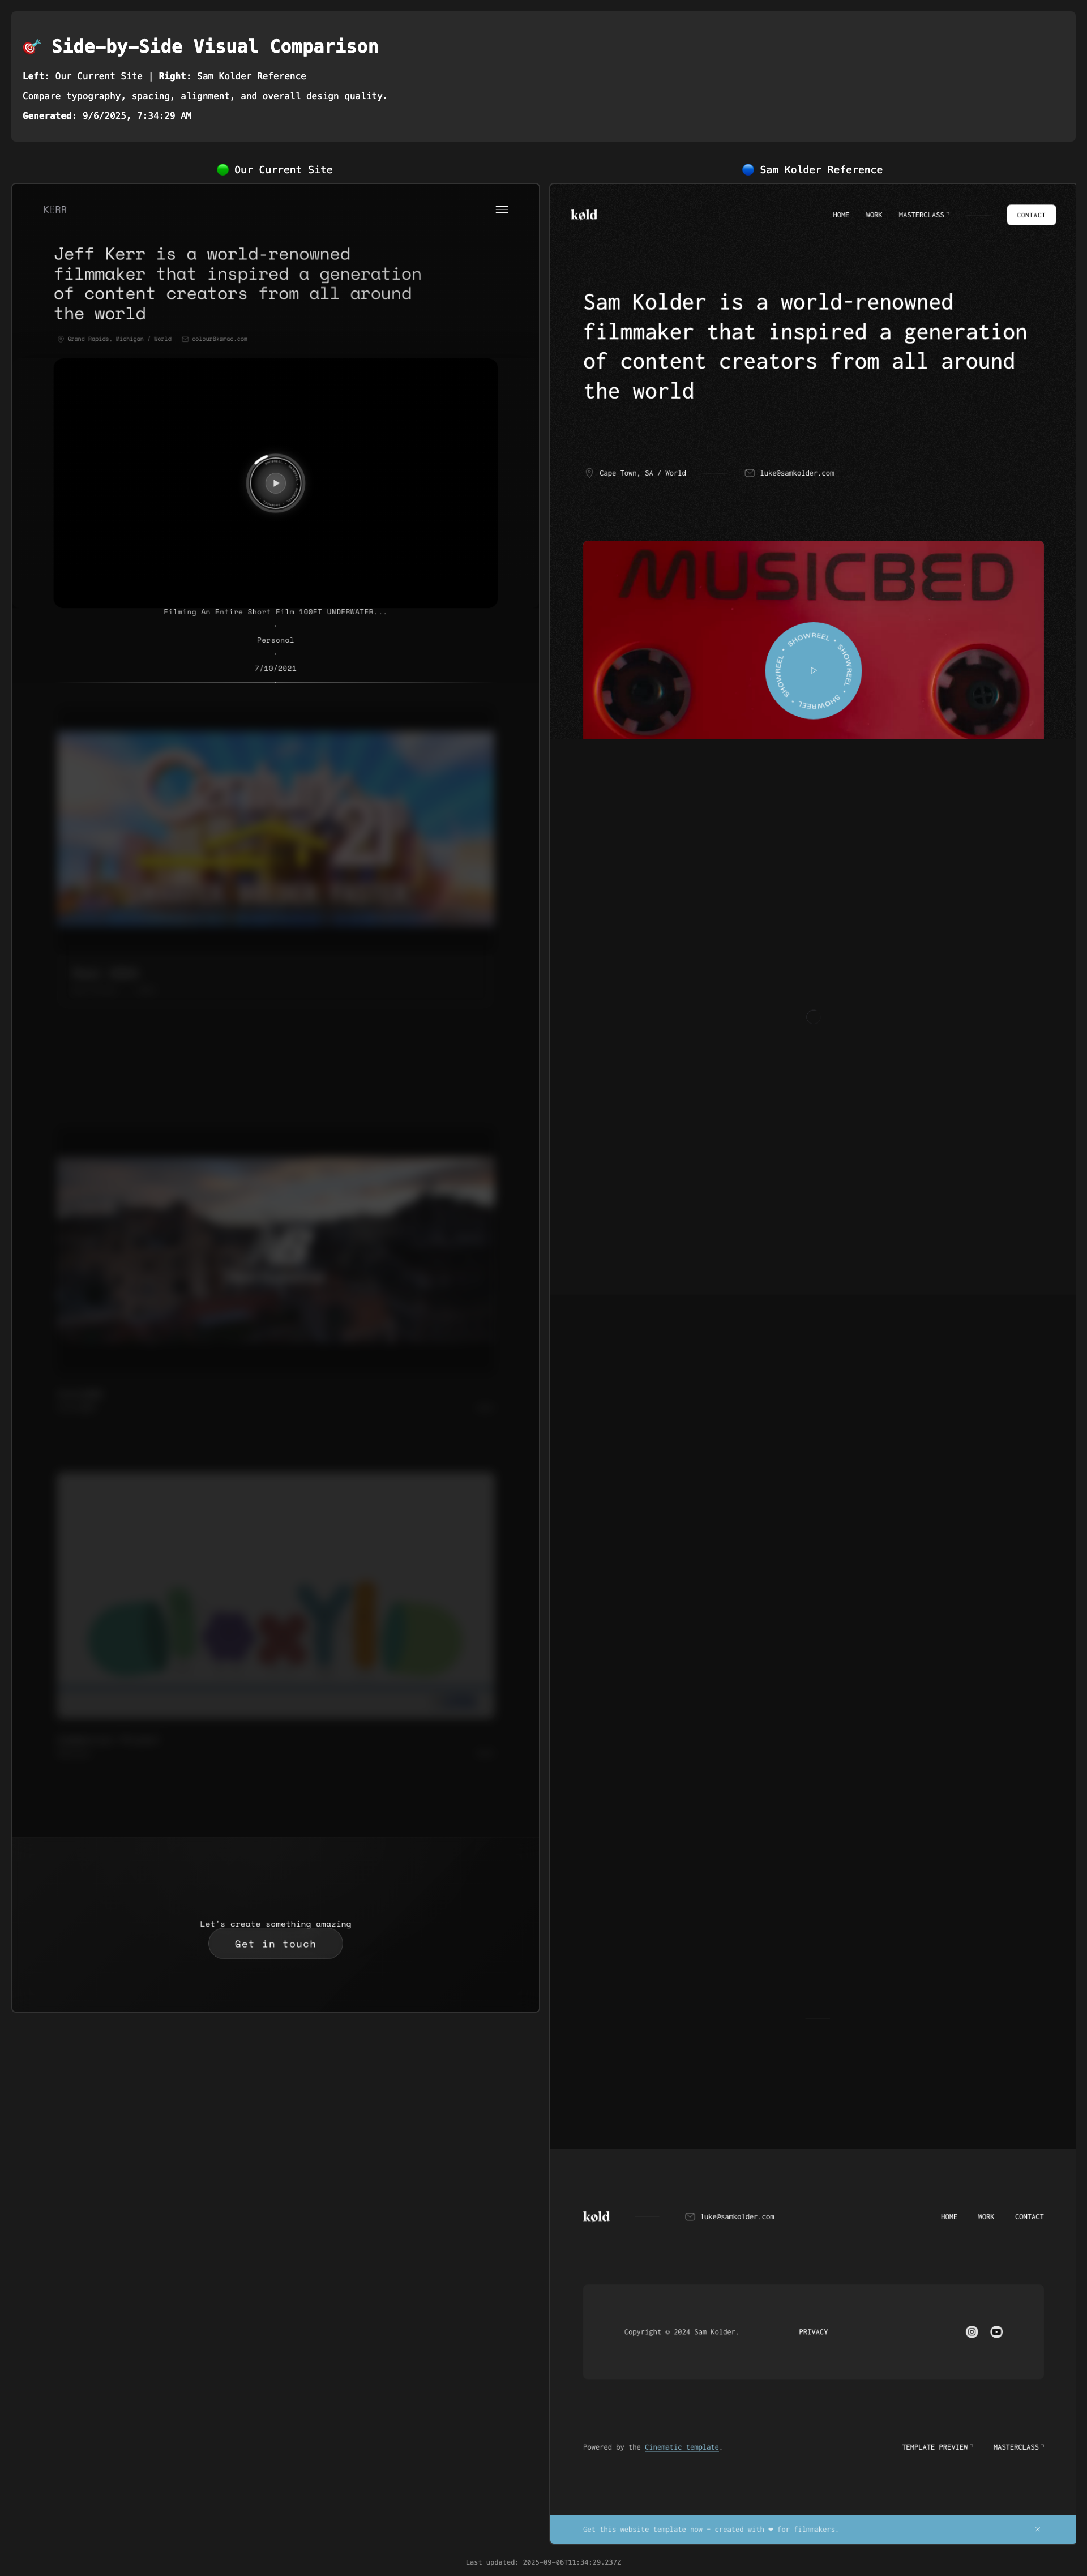 🎯 Side-by-Side Visual Comparison
Left: Our Current Site | Right: Sam Kolder Reference
Compare typography, spacing, alignment, and overall design quality.
Generated: 9/6/2025, 7:34:29 AM
🟢 Our Current Site
KERR
Jeff Kerr is a world-renowned
filmmaker that inspired a generation
of content creators from all around
the world
Grand Rapids, Michigan / World
Filming An Entire Short Film 100FT UNDERWATER...
Personal
7/10/2021
Century 21
Let's create something amazing
Get in touch
🔵 Sam Kolder Reference
køld
HOME WORK MASTERCLASS
CONTACT
Sam Kolder is a world-renowned
filmmaker that inspired a generation
of content creators from all around
the world
Cape Town, SA / World luke@samkolder.com
MUSICBED
SHOWREEL • SHOWREEL • SHOWREEL • SHOWREEL •
køld luke@samkolder.com HOME WORK CONTACT
Copyright © 2024 Sam Kolder. PRIVACY
Powered by the Cinematic template. TEMPLATE PREVIEW MASTERCLASS
Get this website template now – created with ❤ for filmmakers. ×
Last updated: 2025-09-06T11:34:29.237Z